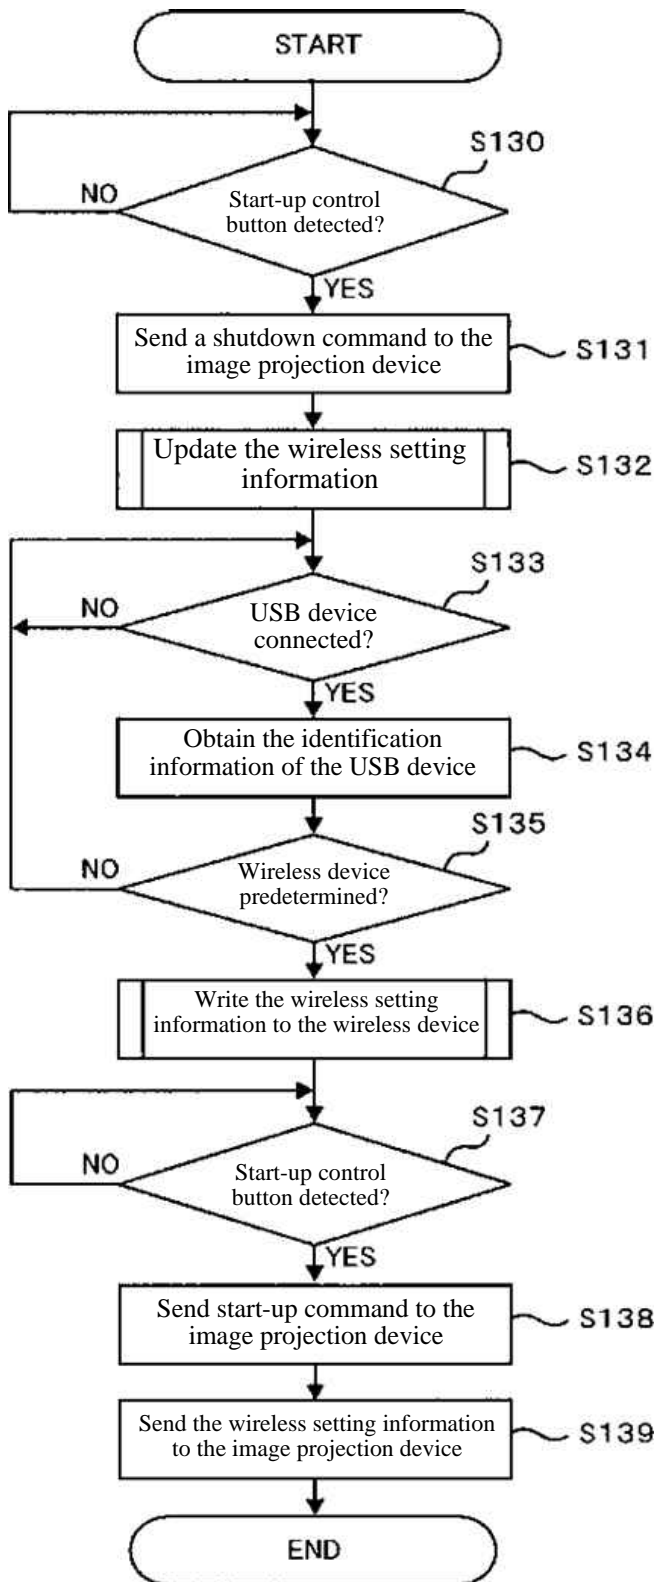 START
S130
NO
Start-up control
button detected?
YES
Send a shutdown command to the
image projection device
S131
Update the wireless setting
information
S132
S133
NO
USB device
connected?
YES
Obtain the identification
information of the USB device
S134
S135
NO
Wireless device
predetermined?
YES
Write the wireless setting
information to the wireless device
S136
S137
NO
Start-up control
button detected?
YES
Send start-up command to the
image projection device
S138
Send the wireless setting information
to the image projection device
S139
END